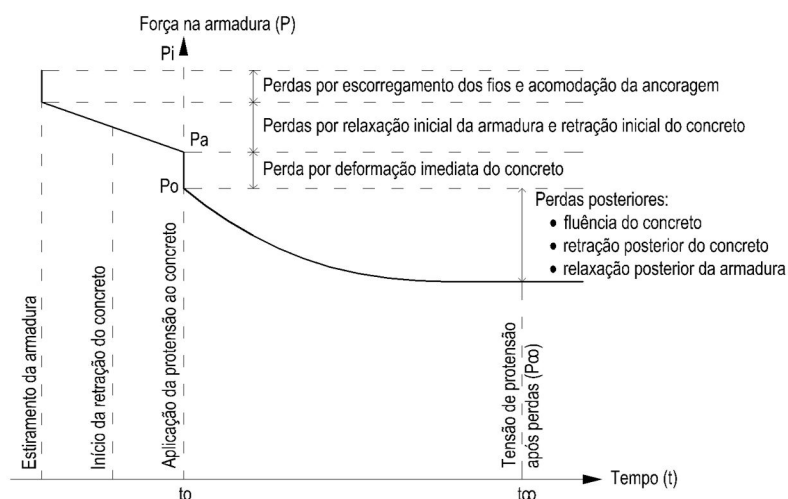 Força na armadura (P)
Pi
Perdas por escorregamento dos fios e acomodação da ancoragem
Perdas por relaxação inicial da armadura e retração inicial do concreto
Pa
Perda por deformação imediata do concreto
Po
Perdas posteriores:
• fluência do concreto
• retração posterior do concreto
• relaxação posterior da armadura
Estiramento da armadura
Início da retração do concreto
Aplicação da protensão ao concreto
Tensão de protensão
após perdas (P∞)
Tempo (t)
to
t∞